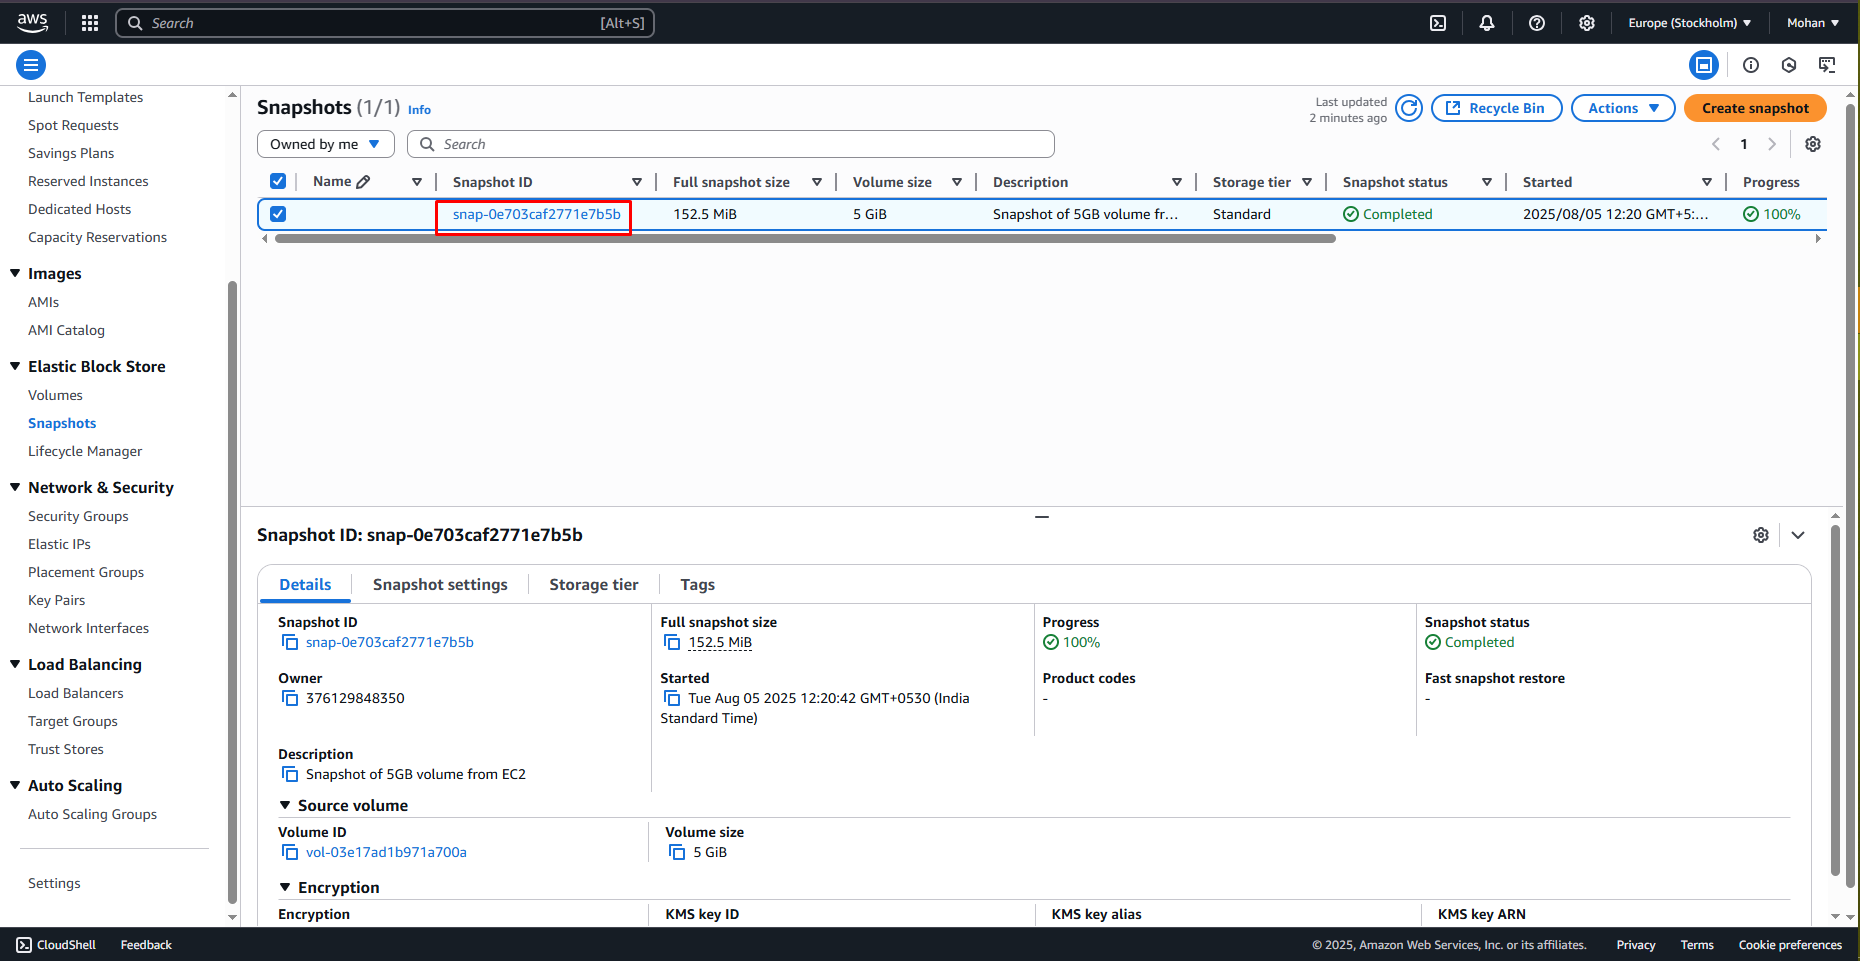 aws
Search [Alt+S]
Europe (Stockholm)
Mohan
Launch Templates
Spot Requests
Savings Plans
Reserved Instances
Dedicated Hosts
Capacity Reservations
Images
AMIs
AMI Catalog
Elastic Block Store
Volumes
Snapshots
Lifecycle Manager
Network & Security
Security Groups
Elastic IPs
Placement Groups
Key Pairs
Network Interfaces
Load Balancing
Load Balancers
Target Groups
Trust Stores
Auto Scaling
Auto Scaling Groups
Settings
Snapshots (1/1) Info
Last updated
2 minutes ago
Recycle Bin
Actions
Create snapshot
Owned by me
Search
1
Name Snapshot ID Full snapshot size Volume size Description Storage tier Snapshot status Started Progress
snap-0e703caf2771e7b5b 152.5 MiB 5 GiB Snapshot of 5GB volume fr... Standard Completed 2025/08/05 12:20 GMT+5:... 100%
Snapshot ID: snap-0e703caf2771e7b5b
Details Snapshot settings Storage tier Tags
Snapshot ID
snap-0e703caf2771e7b5b
Full snapshot size
152.5 MiB
Progress
100%
Snapshot status
Completed
Owner
376129848350
Started
Tue Aug 05 2025 12:20:42 GMT+0530 (India
Standard Time)
Product codes
-
Fast snapshot restore
-
Description
Snapshot of 5GB volume from EC2
Source volume
Volume ID
vol-03e17ad1b971a700a
Volume size
5 GiB
Encryption
Encryption KMS key ID KMS key alias KMS key ARN
CloudShell Feedback © 2025, Amazon Web Services, Inc. or its affiliates. Privacy Terms Cookie preferences